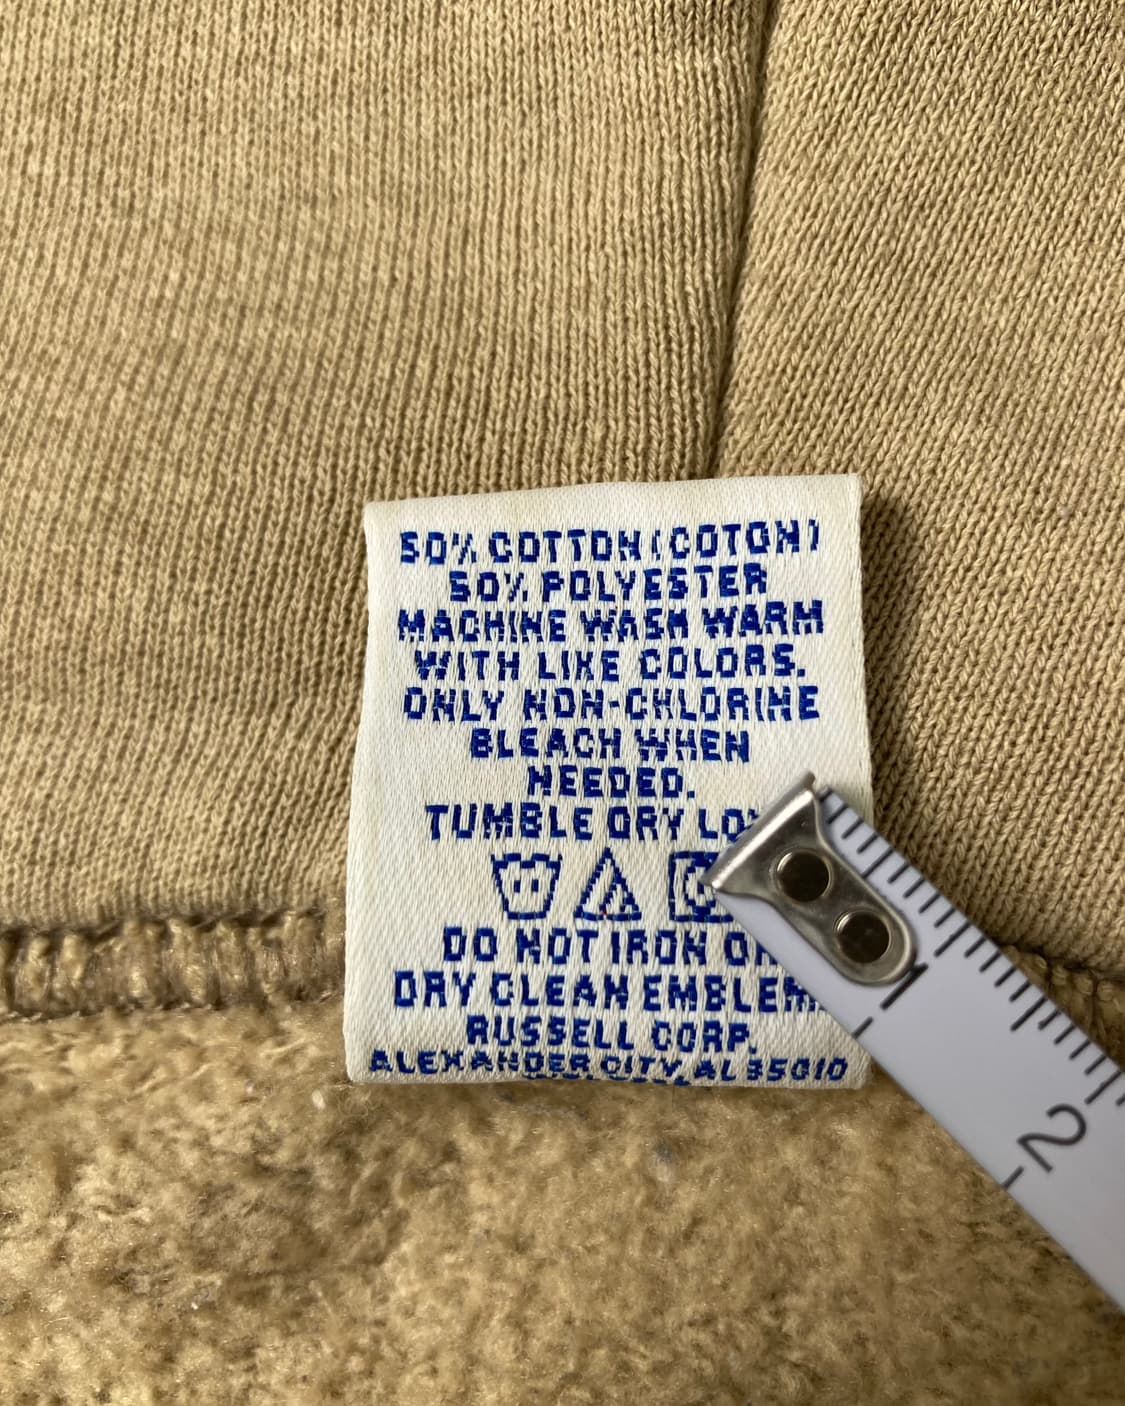 50% COTTON (COTON)
50% POLYESTER
MACHINE WASH WARM
WITH LIKE COLORS.
ONLY NON-CHLORINE
BLEACH WHEN
NEEDED.
TUMBLE DRY
DO NOT IRON
DRY CLEAN EMBLEM
RUSSELL CORP.
ALEXANDER CITY, AL 35010
1
2